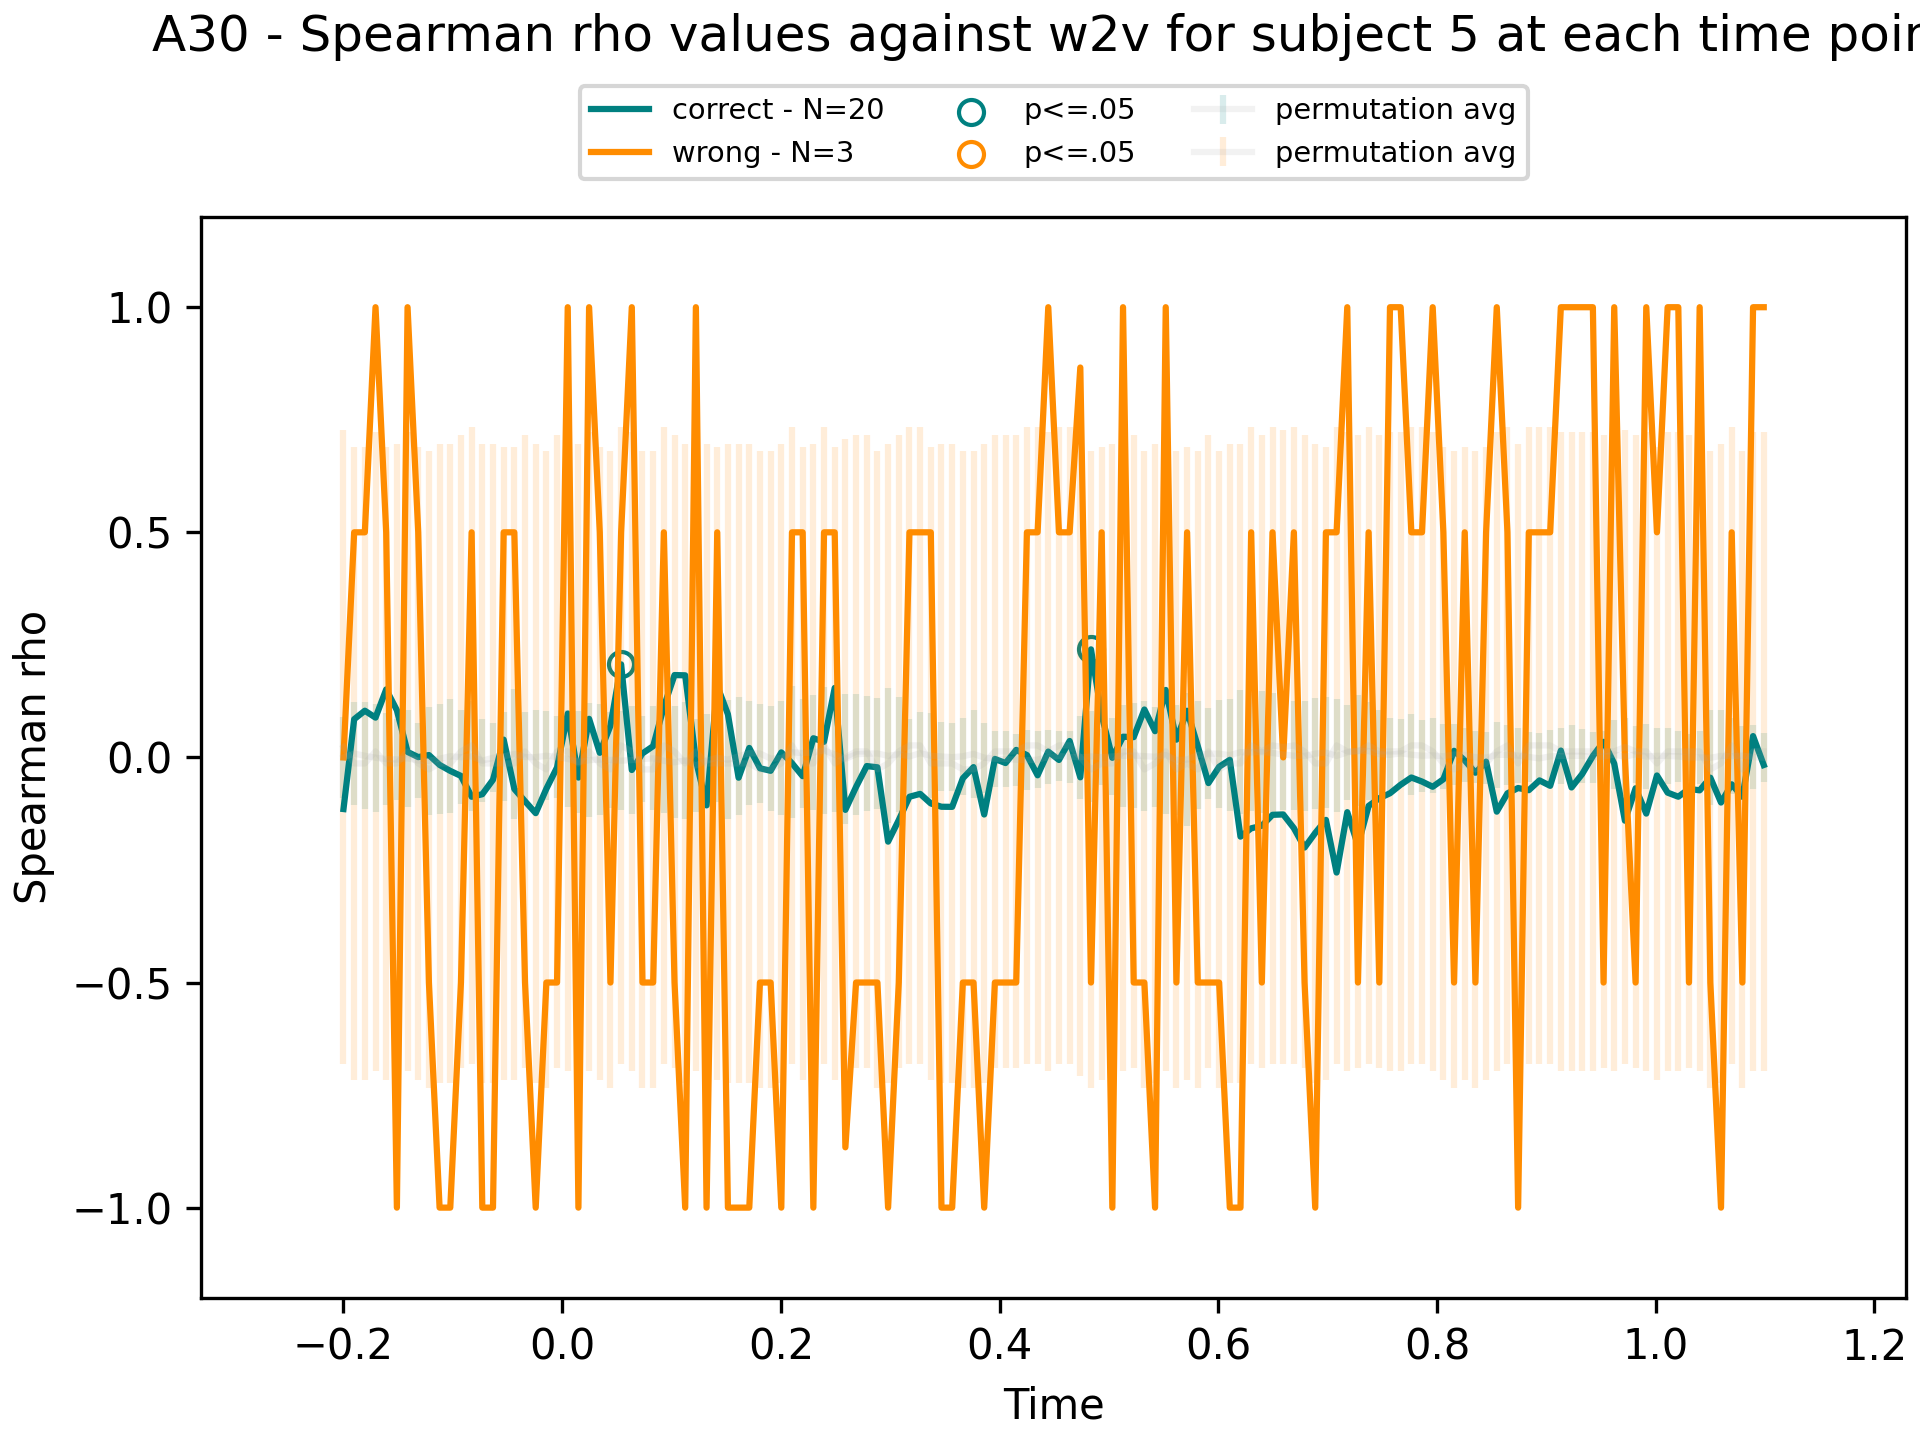 A30 - Spearman rho values against w2v for subject 5 at each time
correct - N=20 p<=.05 permutation avg
wrong - N=3 p<=.05 permutation avg
1.0
0.5
0.0
−0.5
−1.0
Spearman rho
−0.2 0.0 0.2 0.4 0.6 0.8 1.0 1.2
Time